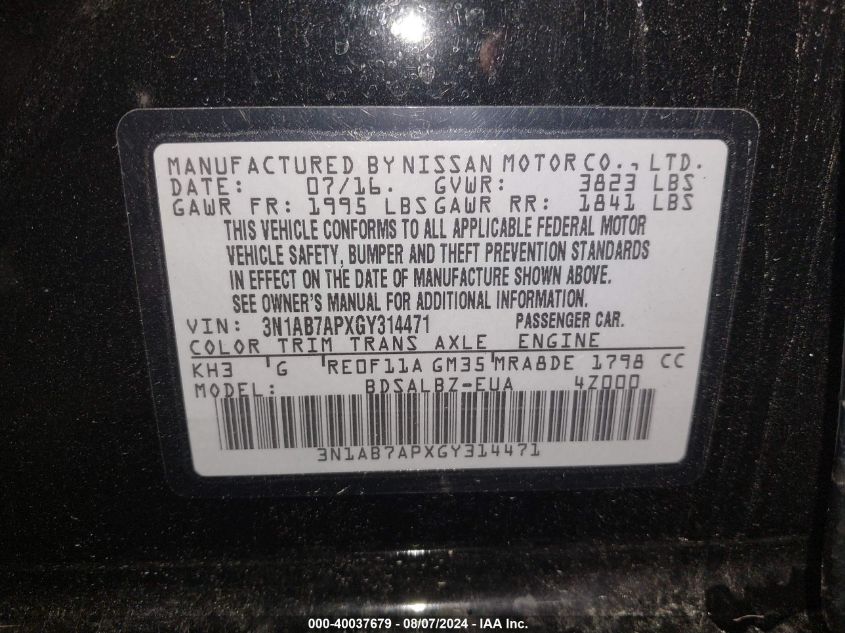 MANUFACTURED BY NISSAN MOTOR CO., LTD.
DATE: 07/16. GVWR: 3823 LBS
GAWR FR: 1995 LBS GAWR RR: 1841 LBS
THIS VEHICLE CONFORMS TO ALL APPLICABLE FEDERAL MOTOR
VEHICLE SAFETY, BUMPER AND THEFT PREVENTION STANDARDS
IN EFFECT ON THE DATE OF MANUFACTURE SHOWN ABOVE.
SEE OWNER'S MANUAL FOR ADDITIONAL INFORMATION.
VIN: 3N1AB7APXGY314471 PASSENGER CAR.
COLOR TRIM TRANS AXLE ENGINE
KH3 G RE0F11A GM35 MRA8DE 1798 CC
MODEL: BDSALBZ-EUA 4Z000
3N1AB7APXGY314471
000-40037679 - 08/07/2024 - IAA Inc.